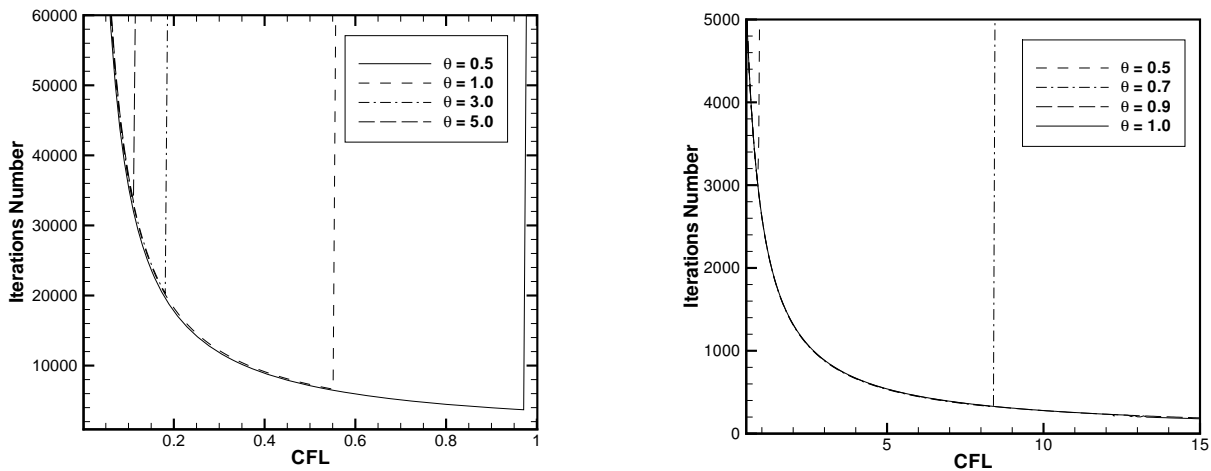 60000
50000
40000
30000
20000
10000
Iterions Number
θ = 0.5
θ = 1.0
θ = 3.0
θ = 5.0
0.2
0.4
0.6
0.8
1
CFL
5000
4000
3000
2000
1000
0
Iterions Number
θ = 0.5
θ = 0.7
θ = 0.9
θ = 1.0
5
10
15
CFL